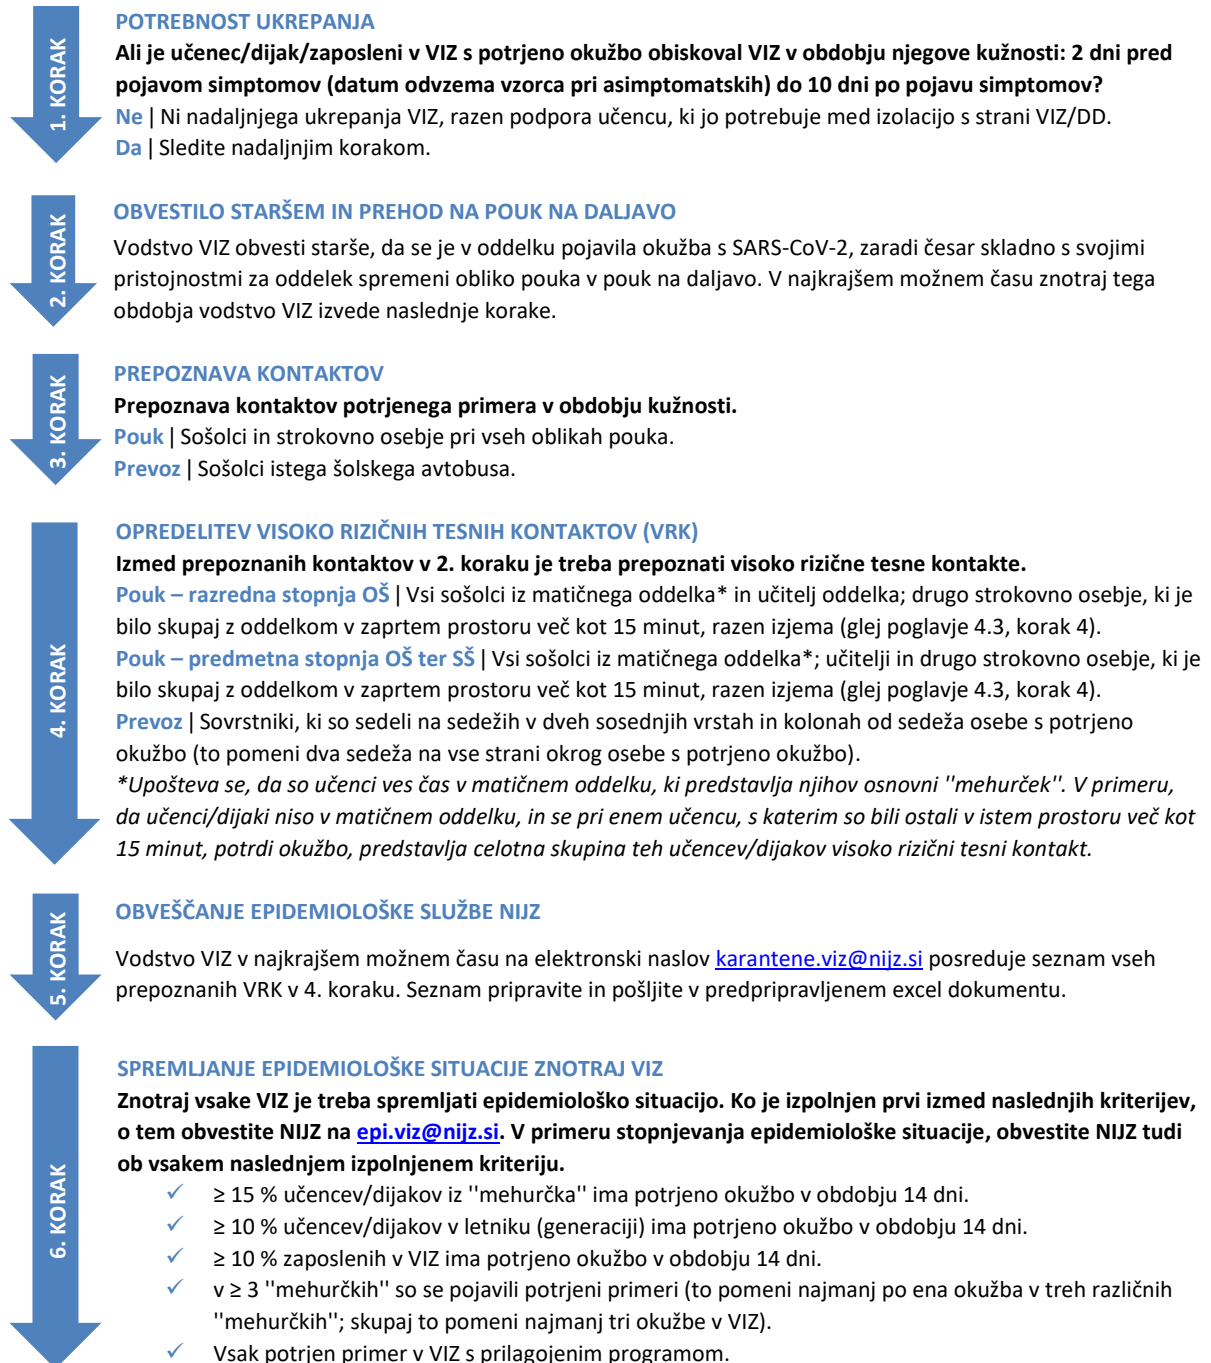 1. KORAK
POTREBNOST UKREPANJA
Ali je učenec/dijak/zaposleni v VIZ s potrjeno okužbo obiskoval VIZ v obdobju njegove kužnosti: 2 dni pred
pojavom simptomov (datum odvzema vzorca pri asimptomatskih) do 10 dni po pojavu simptomov?
Ne | Ni nadaljnjega ukrepanja VIZ, razen podpora učencu, ki jo potrebuje med izolacijo s strani VIZ/DD.
Da | Sledite nadaljnjim korakom.
2. KORAK
OBVESTILO STARŠEM IN PREHOD NA POUK NA DALJAVO
Vodstvo VIZ obvesti starše, da se je v oddelku pojavila okužba s SARS-CoV-2, zaradi česar skladno s svojimi
pristojnostmi za oddelek spremeni obliko pouka v pouk na daljavo. V najkrajšem možnem času znotraj tega
obdobja vodstvo VIZ izvede naslednje korake.
3. KORAK
PREPOZNAVA KONTAKTOV
Prepoznava kontaktov potrjenega primera v obdobju kužnosti.
Pouk | Sošolci in strokovno osebje pri vseh oblikah pouka.
Prevoz | Sošolci istega šolskega avtobusa.
4. KORAK
OPREDELITEV VISOKO RIZIČNIH TESNIH KONTAKTOV (VRK)
Izmed prepoznanih kontaktov v 2. koraku je treba prepoznati visoko rizične tesne kontakte.
Pouk – razredna stopnja OŠ | Vsi sošolci iz matičnega oddelka* in učitelj oddelka; drugo strokovno osebje, ki je
bilo skupaj z oddelkom v zaprtem prostoru več kot 15 minut, razen izjema (glej poglavje 4.3, korak 4).
Pouk – predmetna stopnja OŠ ter SŠ | Vsi sošolci iz matičnega oddelka*; učitelji in drugo strokovno osebje, ki je
bilo skupaj z oddelkom v zaprtem prostoru več kot 15 minut, razen izjema (glej poglavje 4.3, korak 4).
Prevoz | Sovrstniki, ki so sedeli na sedežih v dveh sosednjih vrstah in kolonah od sedeža osebe s potrjeno
okužbo (to pomeni dva sedeža na vse strani okrog osebe s potrjeno okužbo).
*Upošteva se, da so učenci ves čas v matičnem oddelku, ki predstavlja njihov osnovni ''mehurček''. V primeru,
da učenci/dijaki niso v matičnem oddelku, in se pri enem učencu, s katerim so bili ostali v istem prostoru več kot
15 minut, potrdi okužbo, predstavlja celotna skupina teh učencev/dijakov visoko rizični tesni kontakt.
5. KORAK
OBVEŠČANJE EPIDEMIOLOŠKE SLUŽBE NIJZ
Vodstvo VIZ v najkrajšem možnem času na elektronski naslov karantene.viz@nijz.si posreduje seznam vseh
prepoznanih VRK v 4. koraku. Seznam pripravite in pošljite v predpripravljenem excel dokumentu.
6. KORAK
SPREMLJANJE EPIDEMIOLOŠKE SITUACIJE ZNOTRAJ VIZ
Znotraj vsake VIZ je treba spremljati epidemiološko situacijo. Ko je izpolnjen prvi izmed naslednjih kriterijev,
o tem obvestite NIJZ na epi.viz@nijz.si. V primeru stopnjevanja epidemiološke situacije, obvestite NIJZ tudi
ob vsakem naslednjem izpolnjenem kriteriju.
✓ ≥ 15 % učencev/dijakov iz ''mehurčka'' ima potrjeno okužbo v obdobju 14 dni.
✓ ≥ 10 % učencev/dijakov v letniku (generaciji) ima potrjeno okužbo v obdobju 14 dni.
✓ ≥ 10 % zaposlenih v VIZ ima potrjeno okužbo v obdobju 14 dni.
✓ v ≥ 3 ''mehurčkih'' so se pojavili potrjeni primeri (to pomeni najmanj po ena okužba v treh različnih
''mehurčkih''; skupaj to pomeni najmanj tri okužbe v VIZ).
✓ Vsak potrjen primer v VIZ s prilagojenim programom.